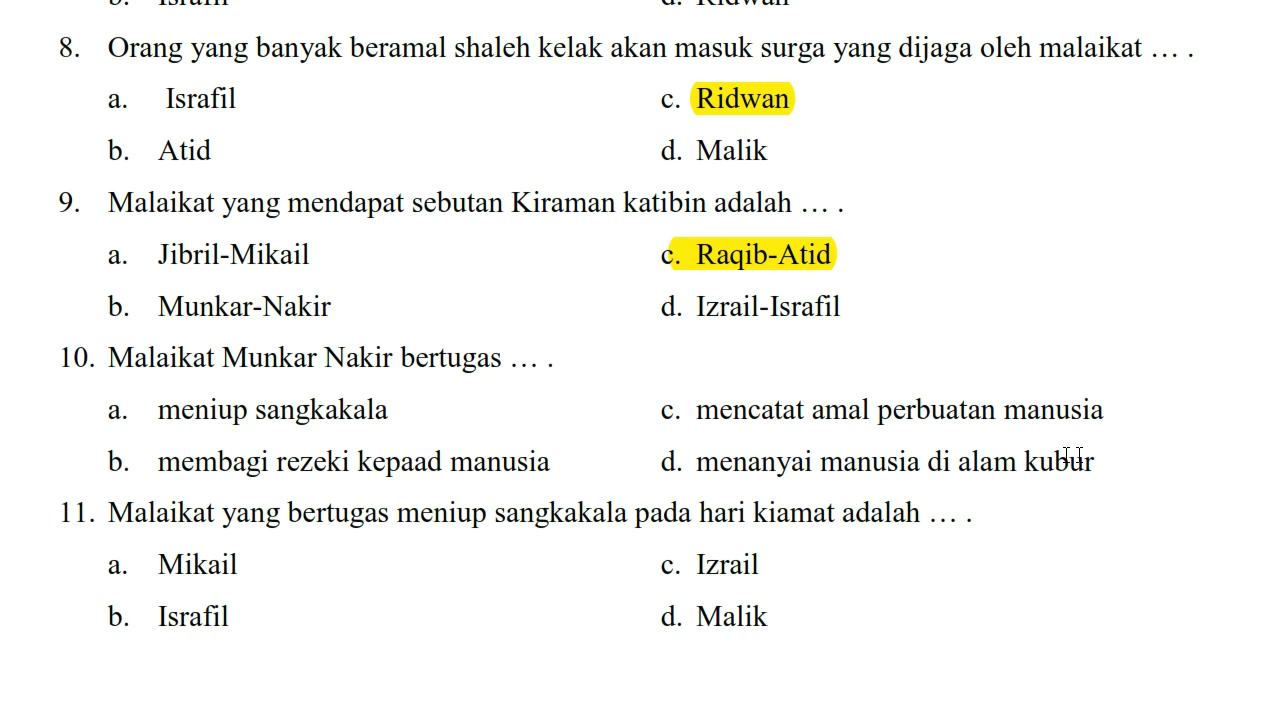 8. Orang yang banyak beramal shaleh kelak akan masuk surga yang dijaga oleh malaikat … .
a. Israfil c. Ridwan
b. Atid d. Malik
9. Malaikat yang mendapat sebutan Kiraman katibin adalah … .
a. Jibril-Mikail c. Raqib-Atid
b. Munkar-Nakir d. Izrail-Israfil
10. Malaikat Munkar Nakir bertugas … .
a. meniup sangkakala c. mencatat amal perbuatan manusia
b. membagi rezeki kepaad manusia d. menanyai manusia di alam kubur
11. Malaikat yang bertugas meniup sangkakala pada hari kiamat adalah … .
a. Mikail c. Izrail
b. Israfil d. Malik